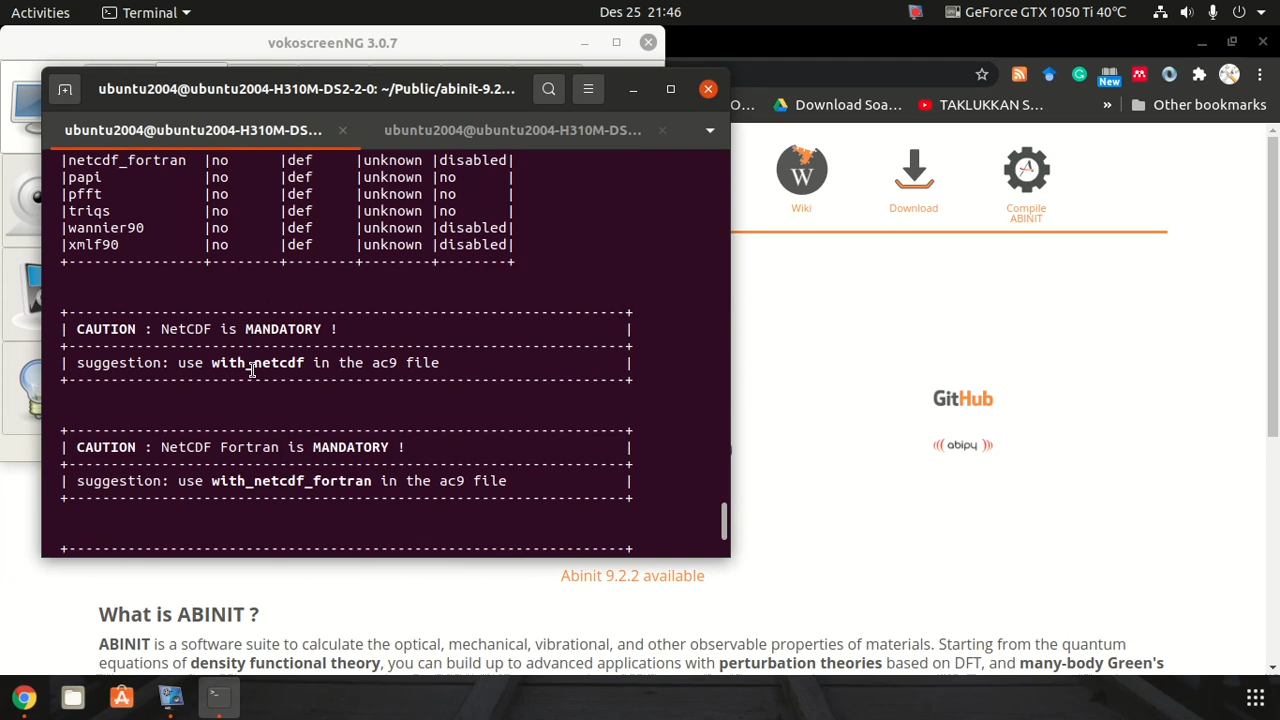 Activities
Terminal
Des 25 21:46
GeForce GTX 1050 Ti 40°C
vokoscreenNG 3.0.7
ubuntu2004@ubuntu2004-H310M-DS2-2-0: ~/Public/abinit-9.2...
New
O...
Download Soa...
TAKLUKKAN S...
»
Other bookmarks
ubuntu2004@ubuntu2004-H310M-DS...
ubuntu2004@ubuntu2004-H310M-DS...
|netcdf_fortran |no |def |unknown |disabled|
|papi |no |def |unknown |no |
|pfft |no |def |unknown |no |
|triqs |no |def |unknown |no |
|wannier90 |no |def |unknown |disabled|
|xmlf90 |no |def |unknown |disabled|
+----------------+--------+--------+--------+--------+
+-------------------------------------------------------------------+
| CAUTION : NetCDF is MANDATORY ! |
+-------------------------------------------------------------------+
| suggestion: use with_netcdf in the ac9 file |
+-------------------------------------------------------------------+
+-------------------------------------------------------------------+
| CAUTION : NetCDF Fortran is MANDATORY ! |
+-------------------------------------------------------------------+
| suggestion: use with_netcdf_fortran in the ac9 file |
+-------------------------------------------------------------------+
+-------------------------------------------------------------------+
W
Wiki
Download
Compile
ABINIT
GitHub
abipy
Abinit 9.2.2 available
What is ABINIT ?
ABINIT is a software suite to calculate the optical, mechanical, vibrational, and other observable properties of materials. Starting from the quantum
equations of density functional theory, you can build up to advanced applications with perturbation theories based on DFT, and many-body Green's